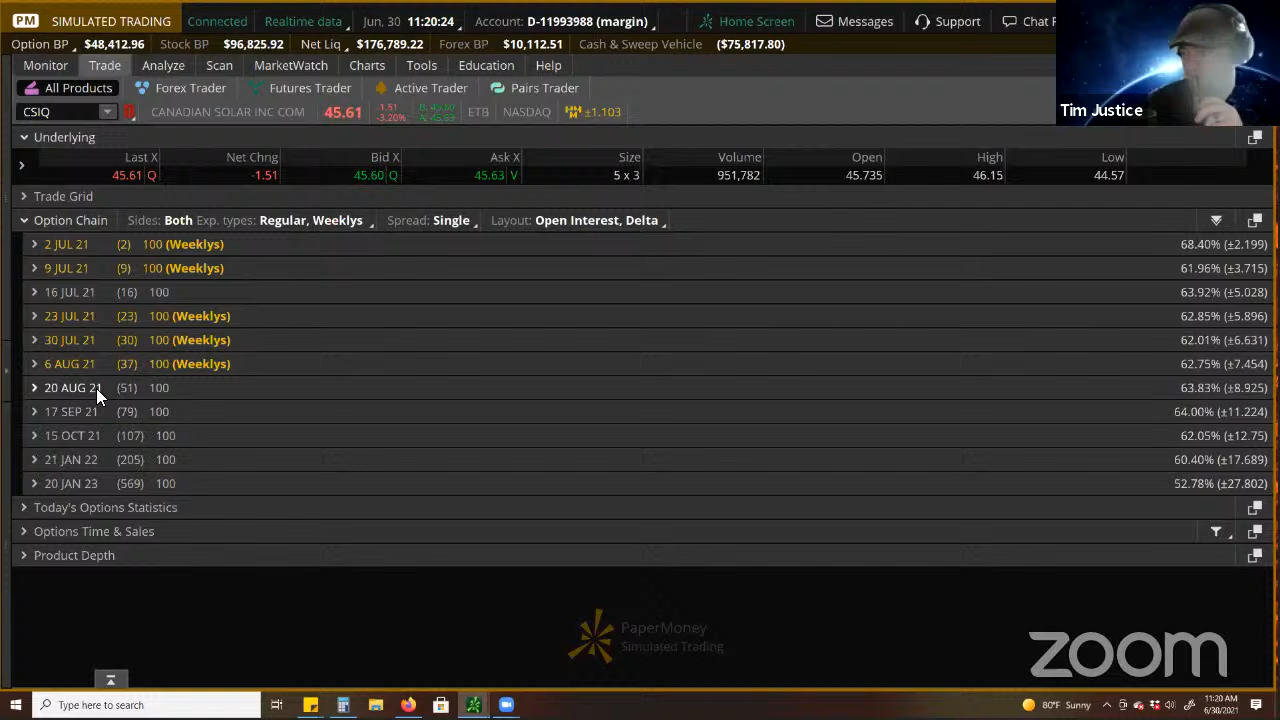 PM SIMULATED TRADING Connected Realtime data Jun, 30 11:20:24 Account: D-11993988 (margin) Home Screen Messages Support Chat
Option BP $48,412.96 Stock BP $96,825.92 Net Liq $176,789.22 Forex BP $10,112.51 Cash & Sweep Vehicle ($75,817.80)
Monitor Trade Analyze Scan MarketWatch Charts Tools Education Help
All Products Forex Trader Futures Trader Active Trader Pairs Trader
Tim Justice
CSIQ CANADIAN SOLAR INC COM 45.61 -1.51 -3.20% B: 45.60 A: 45.63 ETB NASDAQ ±1.103
Underlying
Last X Net Chng Bid X Ask X Size Volume Open High Low
45.61 Q -1.51 45.60 Q 45.63 V 5 x 3 951,782 45.735 46.15 44.57
Trade Grid
Option Chain Sides: Both Exp. types: Regular, Weeklys Spread: Single Layout: Open Interest, Delta
2 JUL 21 (2) 100 (Weeklys) 68.40% (±2.199)
9 JUL 21 (9) 100 (Weeklys) 61.96% (±3.715)
16 JUL 21 (16) 100 63.92% (±5.028)
23 JUL 21 (23) 100 (Weeklys) 62.85% (±5.896)
30 JUL 21 (30) 100 (Weeklys) 62.01% (±6.631)
6 AUG 21 (37) 100 (Weeklys) 62.75% (±7.454)
20 AUG 21 (51) 100 63.83% (±8.925)
17 SEP 21 (79) 100 64.00% (±11.224)
15 OCT 21 (107) 100 62.05% (±12.75)
21 JAN 22 (205) 100 60.40% (±17.689)
20 JAN 23 (569) 100 52.78% (±27.802)
Today's Options Statistics
Options Time & Sales
Product Depth
PaperMoney
Simulated Trading
zoom
Type here to search 80°F Sunny 11:20 AM
6/30/2021